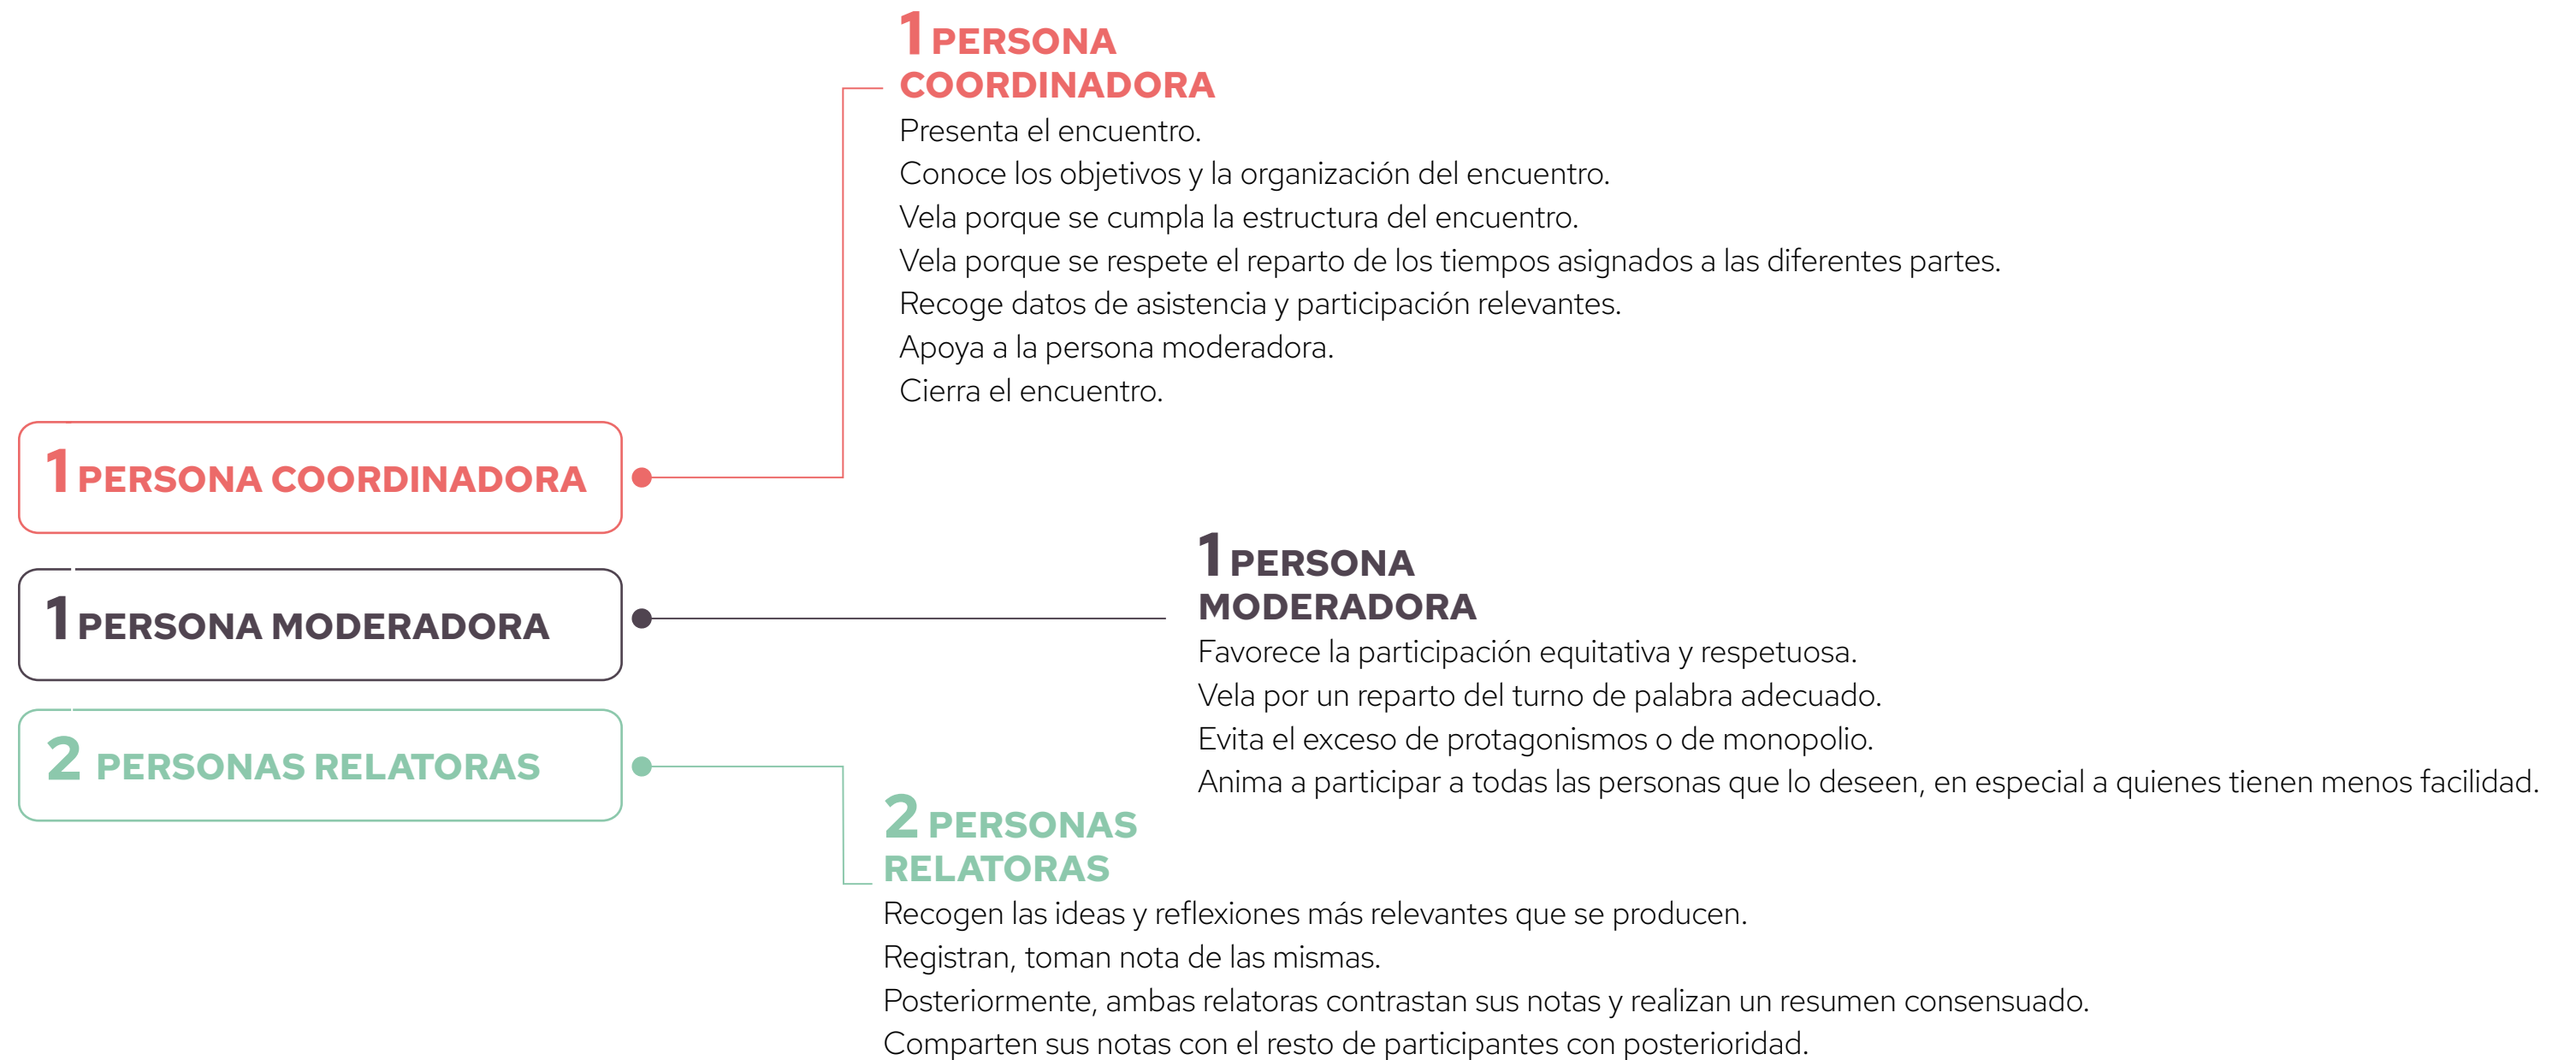 1 PERSONA
COORDINADORA
Presenta el encuentro.
Conoce los objetivos y la organización del encuentro.
Vela porque se cumpla la estructura del encuentro.
Vela porque se respete el reparto de los tiempos asignados a las diferentes partes.
Recoge datos de asistencia y participación relevantes.
Apoya a la persona moderadora.
Cierra el encuentro.
1 PERSONA COORDINADORA
1 PERSONA MODERADORA
2 PERSONAS RELATORAS
1 PERSONA
MODERADORA
Favorece la participación equitativa y respetuosa.
Vela por un reparto del turno de palabra adecuado.
Evita el exceso de protagonismos o de monopolio.
Anima a participar a todas las personas que lo deseen, en especial a quienes tienen menos facilidad.
2 PERSONAS
RELATORAS
Recogen las ideas y reflexiones más relevantes que se producen.
Registran, toman nota de las mismas.
Posteriormente, ambas relatoras contrastan sus notas y realizan un resumen consensuado.
Comparten sus notas con el resto de participantes con posterioridad.